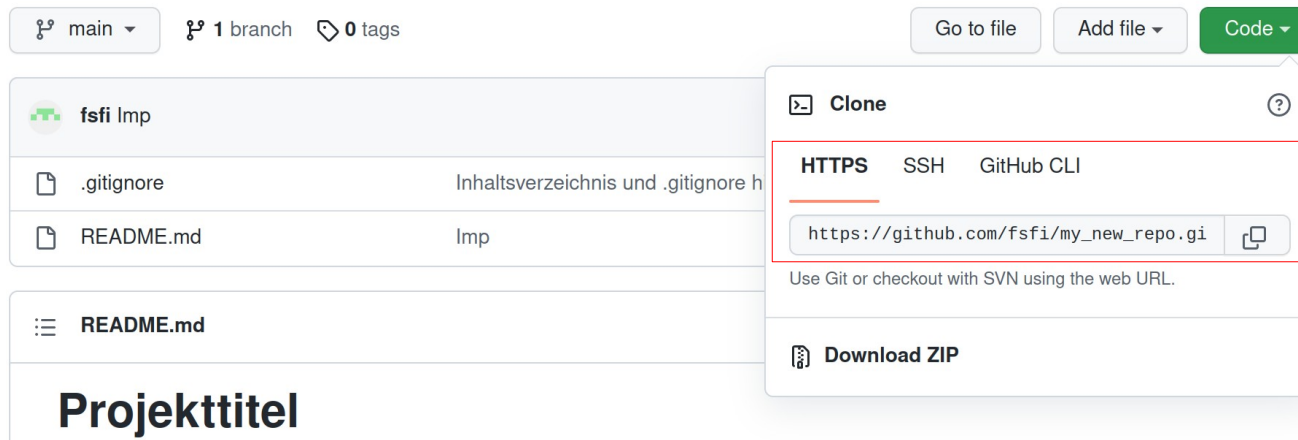 main 1 branch 0 tags Go to file Add file Code
fsfi Imp
.gitignore Inhaltsverzeichnis und .gitignore h
README.md Imp
README.md
Projekttitel
Clone
HTTPS SSH GitHub CLI
https://github.com/fsfi/my_new_repo.gi
Use Git or checkout with SVN using the web URL.
Download ZIP